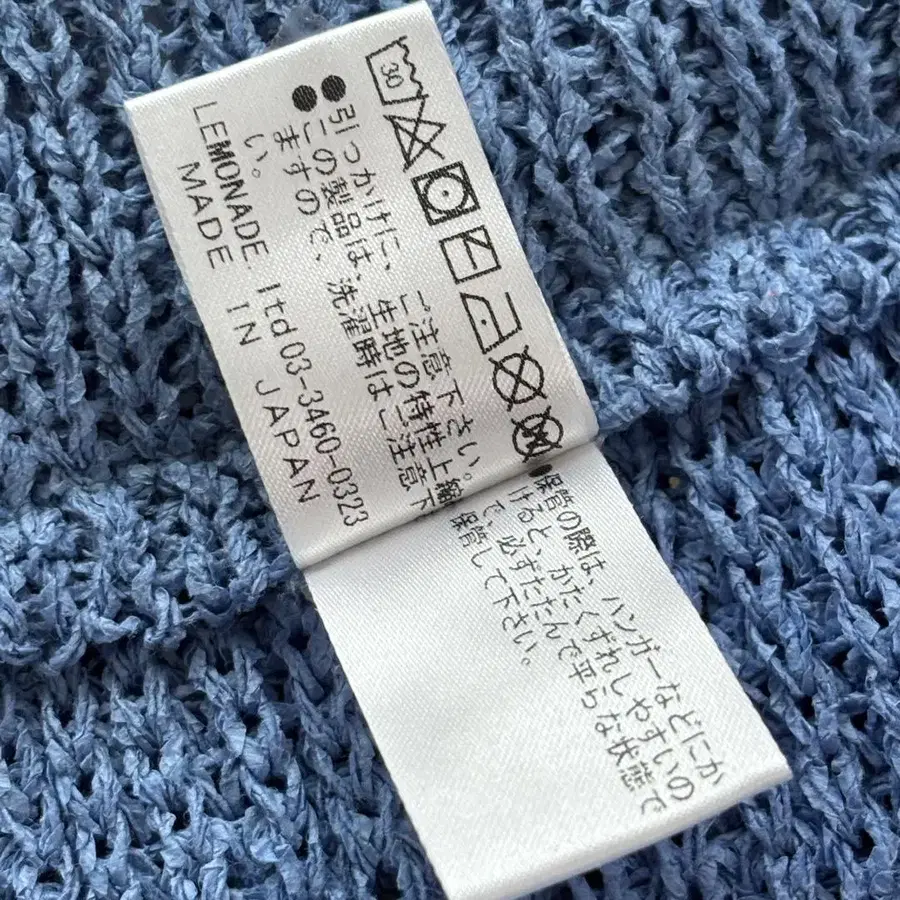 30
●引っかけに、ご注意下さい。
●この製品は、生地の特性上縮
ますので、洗濯時はご注意下
い。
LEMONADE. ltd 03-3460-0323
MADE IN JAPAN
●保管の際は、ハンガーなどにか
けると、かたくずれしやすいの
で、必ずたたんで平らな状態で
保管して下さい。